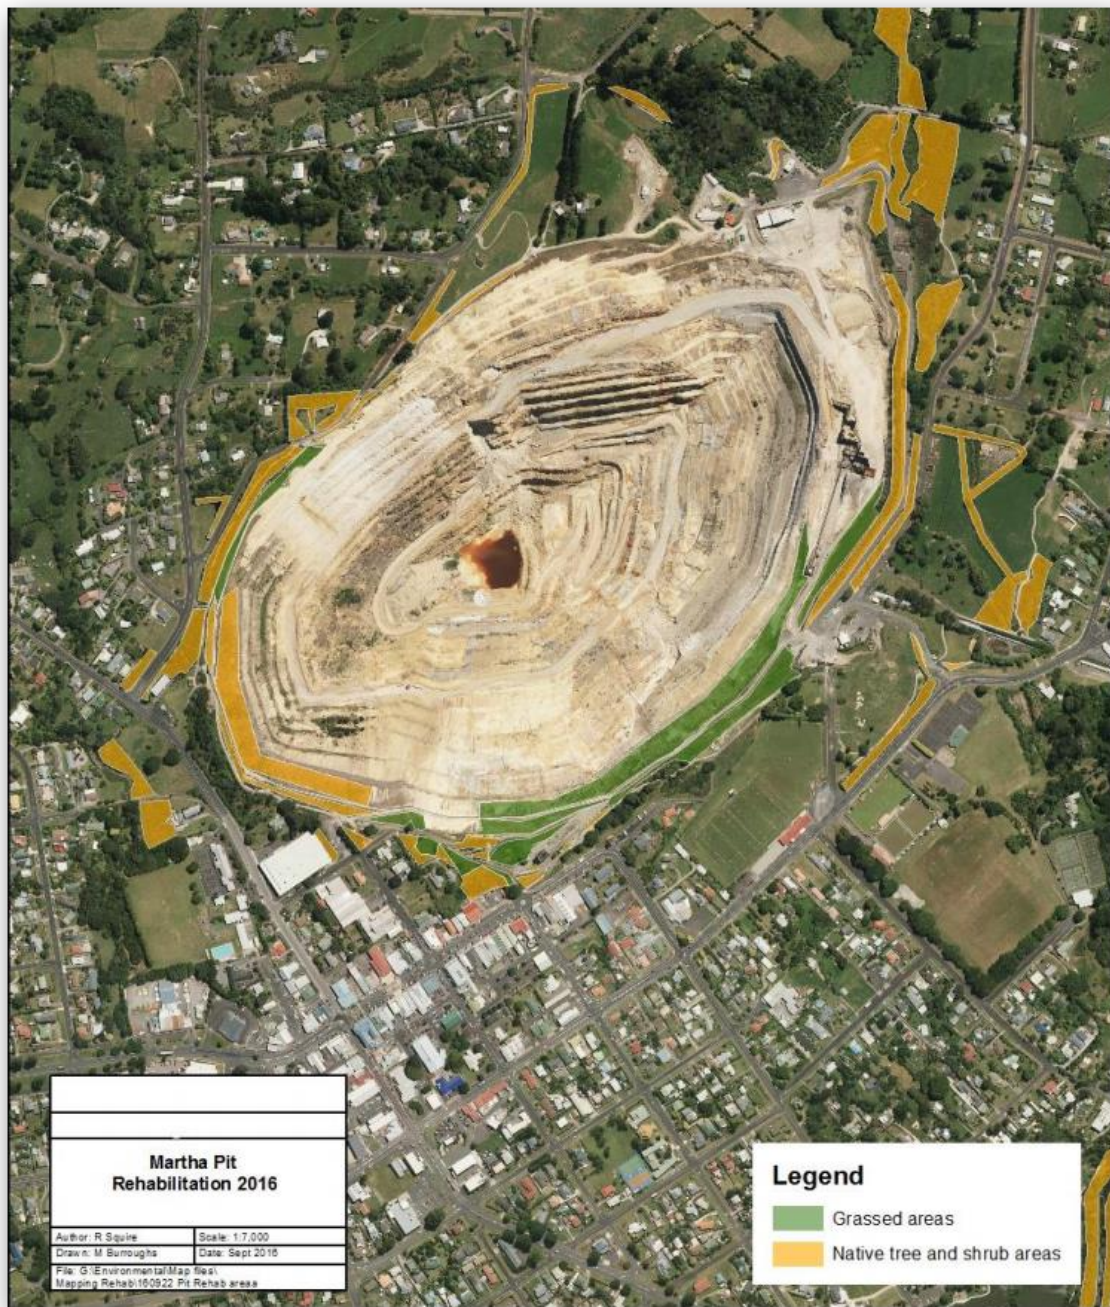 Martha Pit
Rehabilitation 2016
Author: R Squire
Scale: 1:7,000
Drawn: M Burroughs
Date: Sept 2016
File: G:\Environmental\Map files\
Mapping Rehab\160922 Pit Rehab areas
Legend
Grassed areas
Native tree and shrub areas